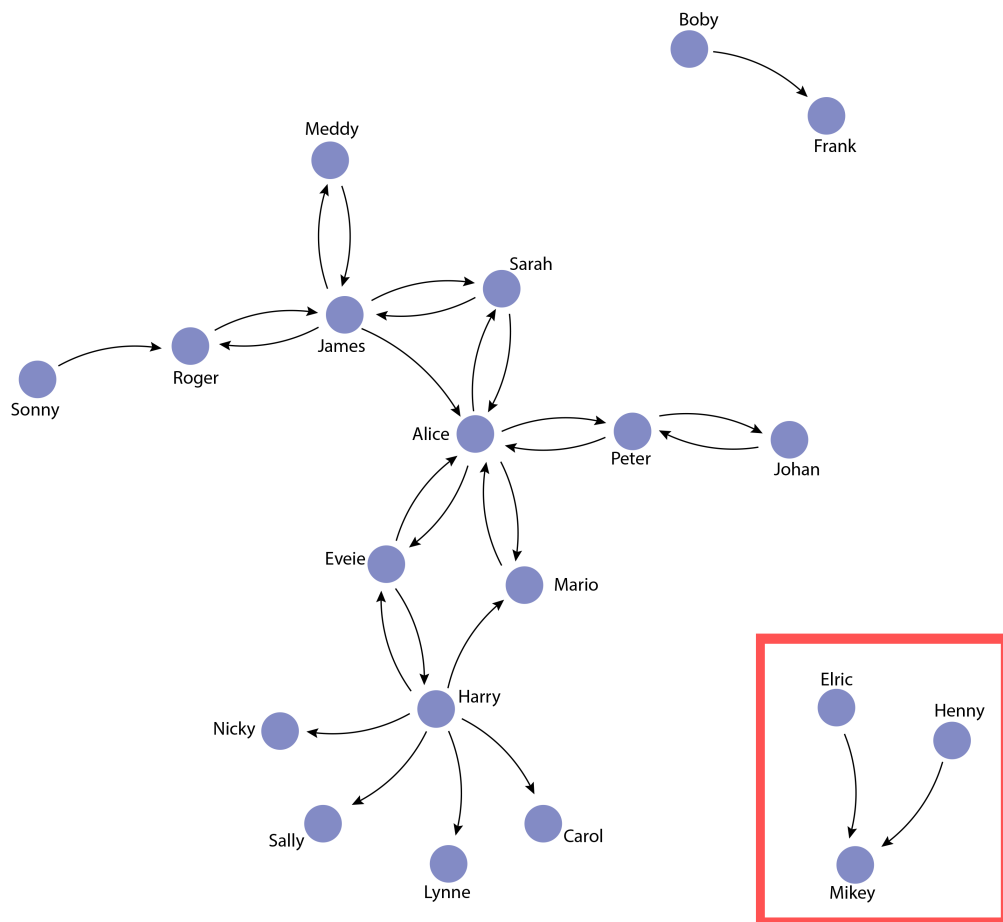 Boby
Frank
Meddy
Sarah
James
Roger
Sonny
Alice
Peter
Johan
Eveie
Mario
Harry
Nicky
Sally
Carol
Lynne
Elric
Henny
Mikey